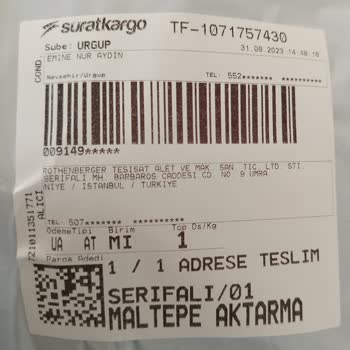 suratkargo
TF-1071757430
31.08.2023 14:48:16
Şube: URGUP
EMINE NUR AYDIN
GOND
Nevsehir/Urgup
TEL: 552******* **********
009149*****
ROTHENBERGER TESISAT ALET VE MAK. SAN. TIC. LTD. STI.
SERIFALI MH. BARBAROS CADDESI.CD. NO 9 UMRA
NIYE / ISTANBUL / TURKIYE
ALICI
TEL: 507******* **********
OdemeTipi Birim Top Ds/Kg
UA AT MI 1
Parca Adedi
1 / 1 ADRESE TESLIM
SERIFALI/01
MALTEPE AKTARMA